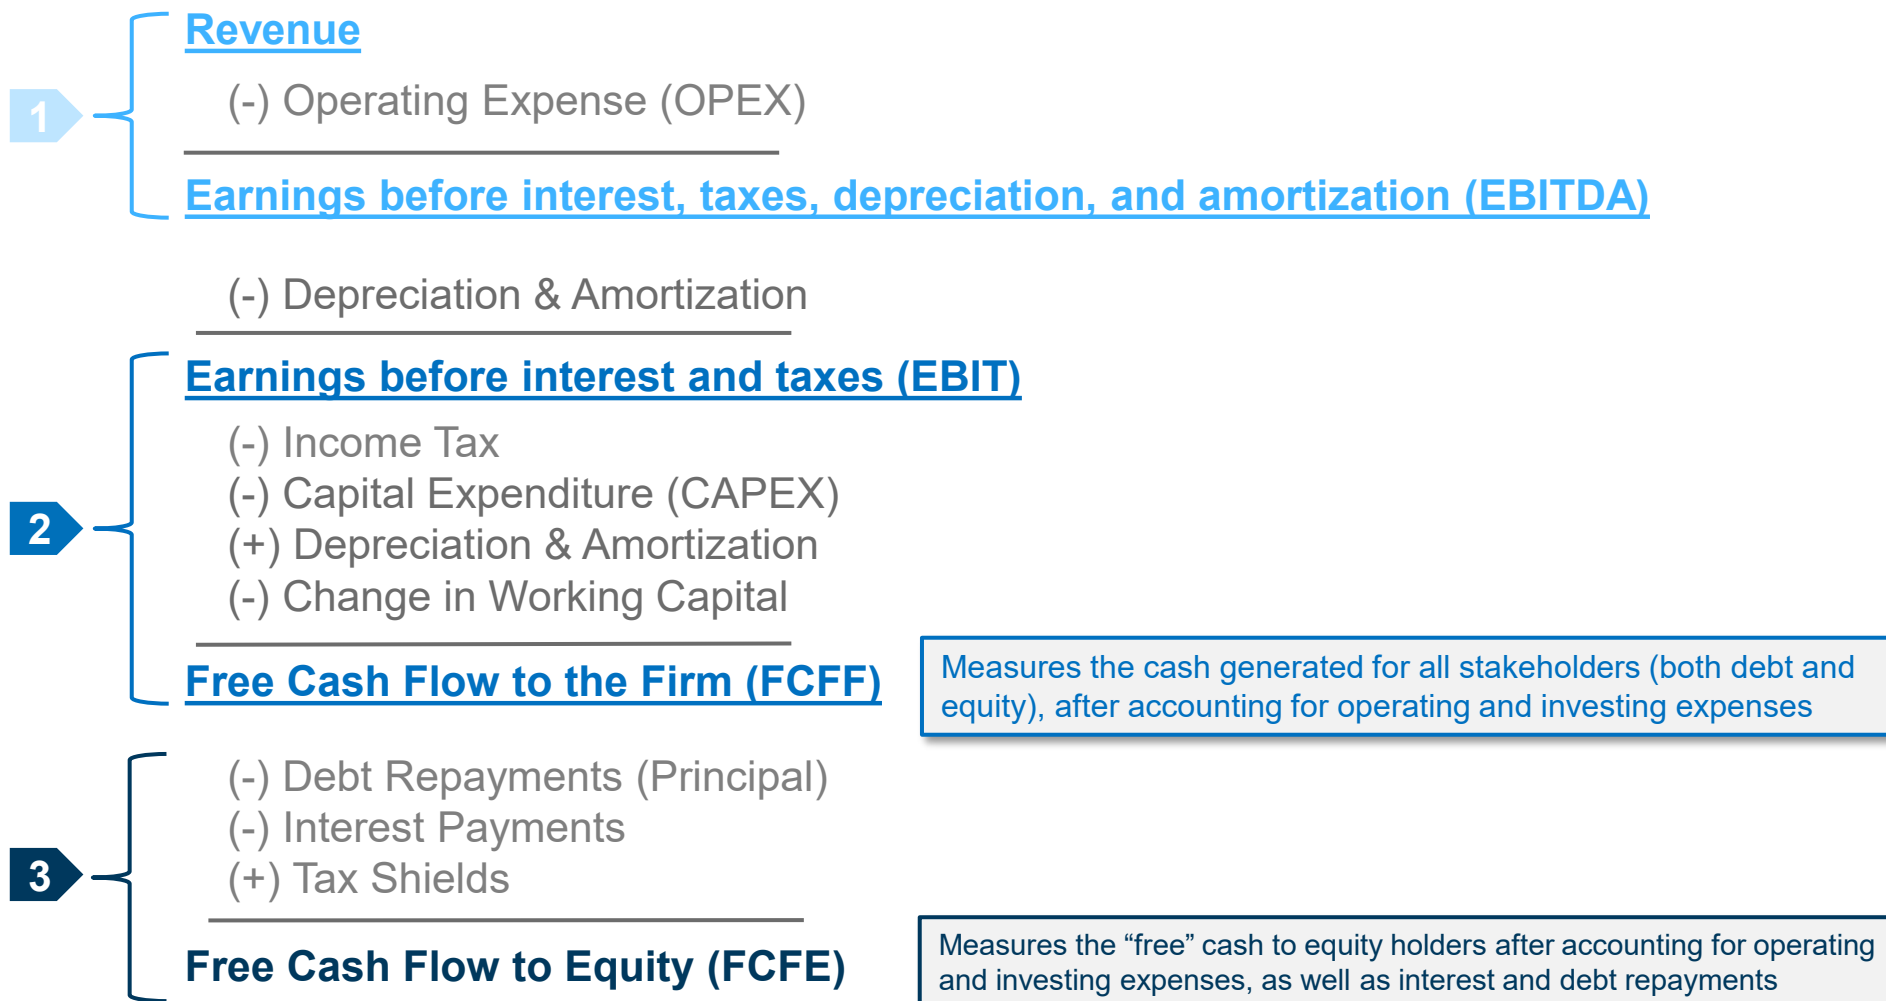 Revenue
1
(-) Operating Expense (OPEX)
Earnings before interest, taxes, depreciation, and amortization (EBITDA)
(-) Depreciation & Amortization
Earnings before interest and taxes (EBIT)
(-) Income Tax
(-) Capital Expenditure (CAPEX)
2
(+) Depreciation & Amortization
(-) Change in Working Capital
Free Cash Flow to the Firm (FCFF)
Measures the cash generated for all stakeholders (both debt and
equity), after accounting for operating and investing expenses
(-) Debt Repayments (Principal)
(-) Interest Payments
3
(+) Tax Shields
Free Cash Flow to Equity (FCFE)
Measures the “free” cash to equity holders after accounting for operating
and investing expenses, as well as interest and debt repayments